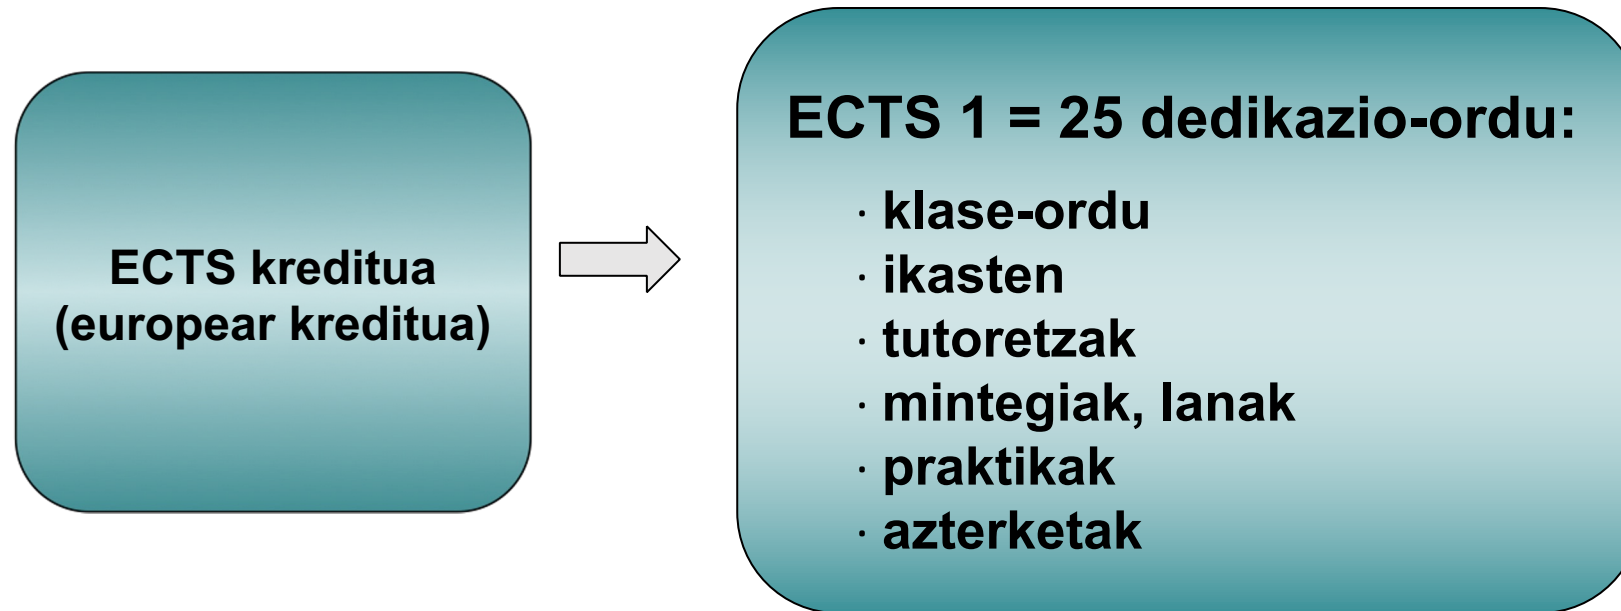 ECTS kreditua
(europear kreditua)
ECTS 1 = 25 dedikazio-ordu:
· klase-ordu
· ikasten
· tutoretzak
· mintegiak, lanak
· praktikak
· azterketak